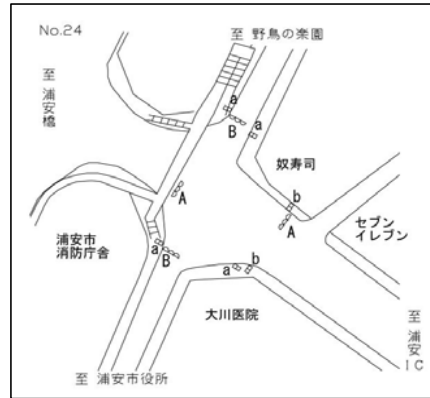 No.24
至 野鳥の楽園
至 浦安橋
a
B
a
奴寿司
b
A
A
セブン
イレブン
浦安市
消防庁舎
a
B
a
b
大川医院
至 浦安IC
至 浦安市役所